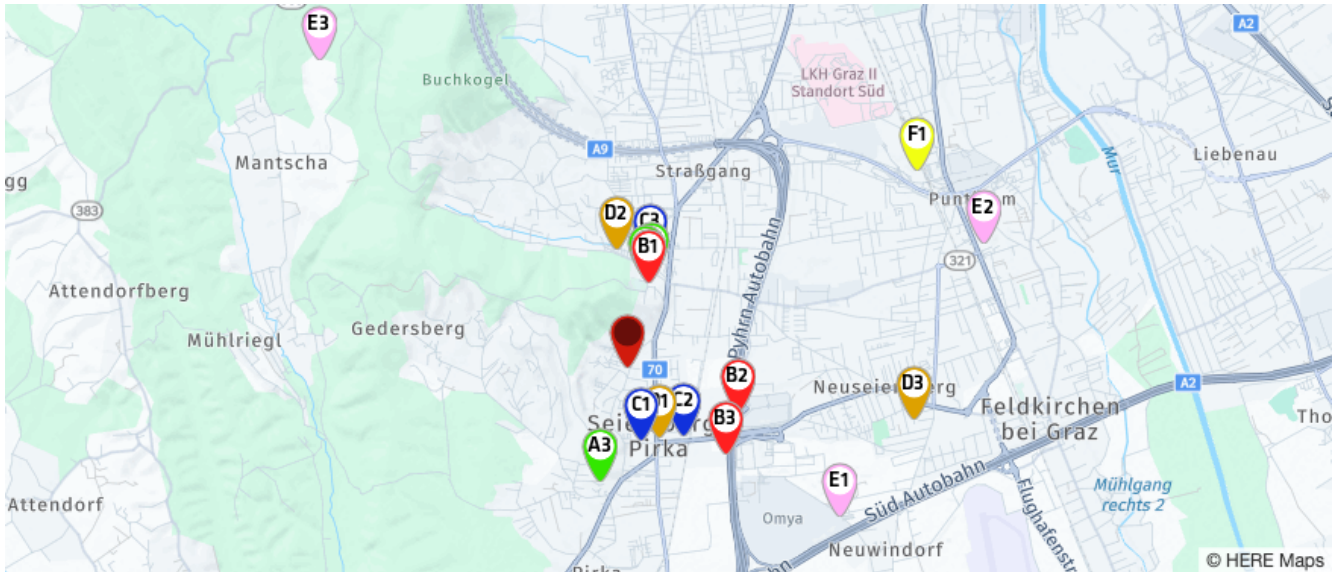 E3
A2
Buchkogel
LKH Graz II
Standort Süd
F1
A9
Mantscha
Straßgang
Mur
Liebenau
gg
383
D2
C3
E2
B1
321
Pyhrn Autobahn
Attendorfberg
Mühlriegl
Gedersberg
70
B2
Neuseiersberg
D3
A2
C1
C2
B3
Feldkirchen
bei Graz
Tho
Pirka
A3
E1
Mühlgang
rechts 2
Süd Autobahn
Attendorf
Omya
Flughafenstr
Neuwindorf
Pirka
© HERE Maps